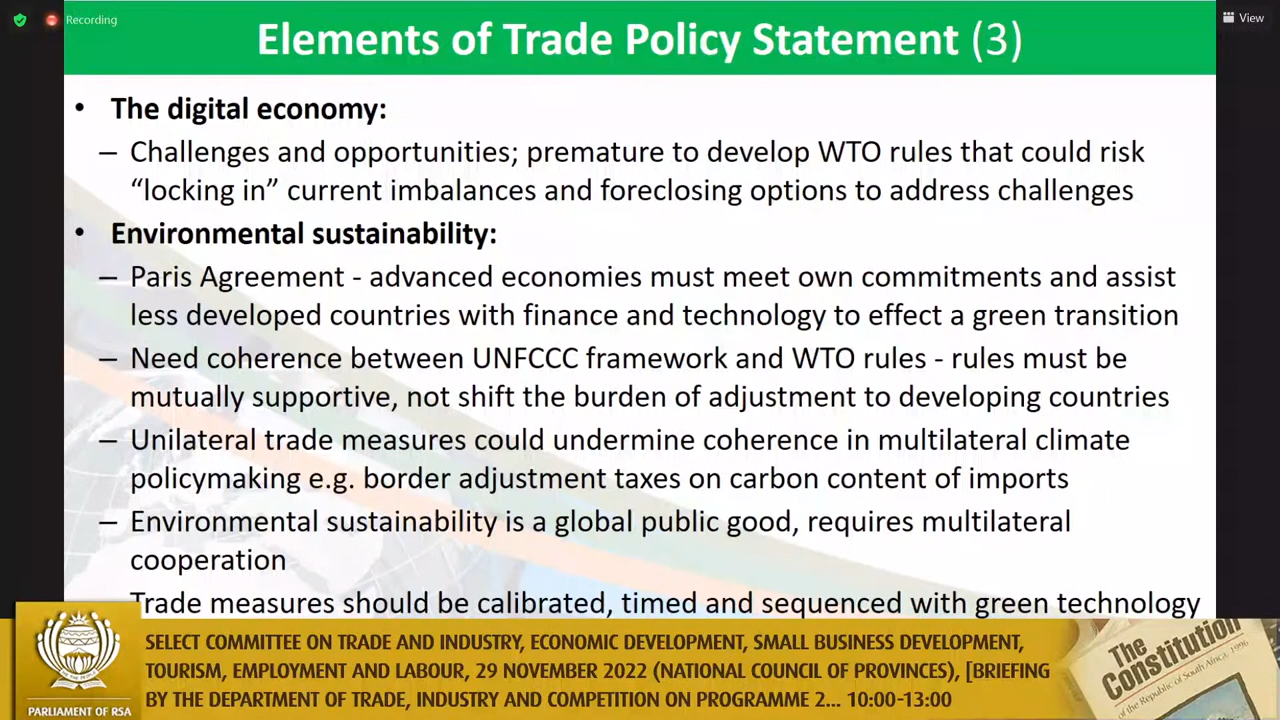 Recording
View
Elements of Trade Policy Statement (3)
• The digital economy:
– Challenges and opportunities; premature to develop WTO rules that could risk
“locking in” current imbalances and foreclosing options to address challenges
• Environmental sustainability:
– Paris Agreement - advanced economies must meet own commitments and assist
less developed countries with finance and technology to effect a green transition
– Need coherence between UNFCCC framework and WTO rules - rules must be
mutually supportive, not shift the burden of adjustment to developing countries
– Unilateral trade measures could undermine coherence in multilateral climate
policymaking e.g. border adjustment taxes on carbon content of imports
– Environmental sustainability is a global public good, requires multilateral
cooperation
Trade measures should be calibrated, timed and sequenced with green technology
SELECT COMMITTEE ON TRADE AND INDUSTRY, ECONOMIC DEVELOPMENT, SMALL BUSINESS DEVELOPMENT,
TOURISM, EMPLOYMENT AND LABOUR, 29 NOVEMBER 2022 (NATIONAL COUNCIL OF PROVINCES), [BRIEFING
BY THE DEPARTMENT OF TRADE, INDUSTRY AND COMPETITION ON PROGRAMME 2... 10:00-13:00
PARLIAMENT OF RSA
The
Constitution
of the Republic of South Africa, 1996